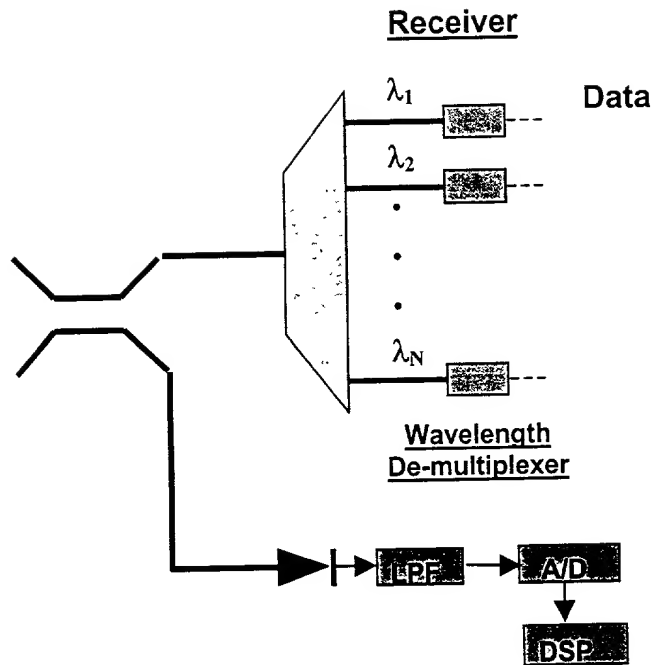 Receiver
λ1
Data
λ2
λN
Wavelength
De-multiplexer
LPF
A/D
DSP